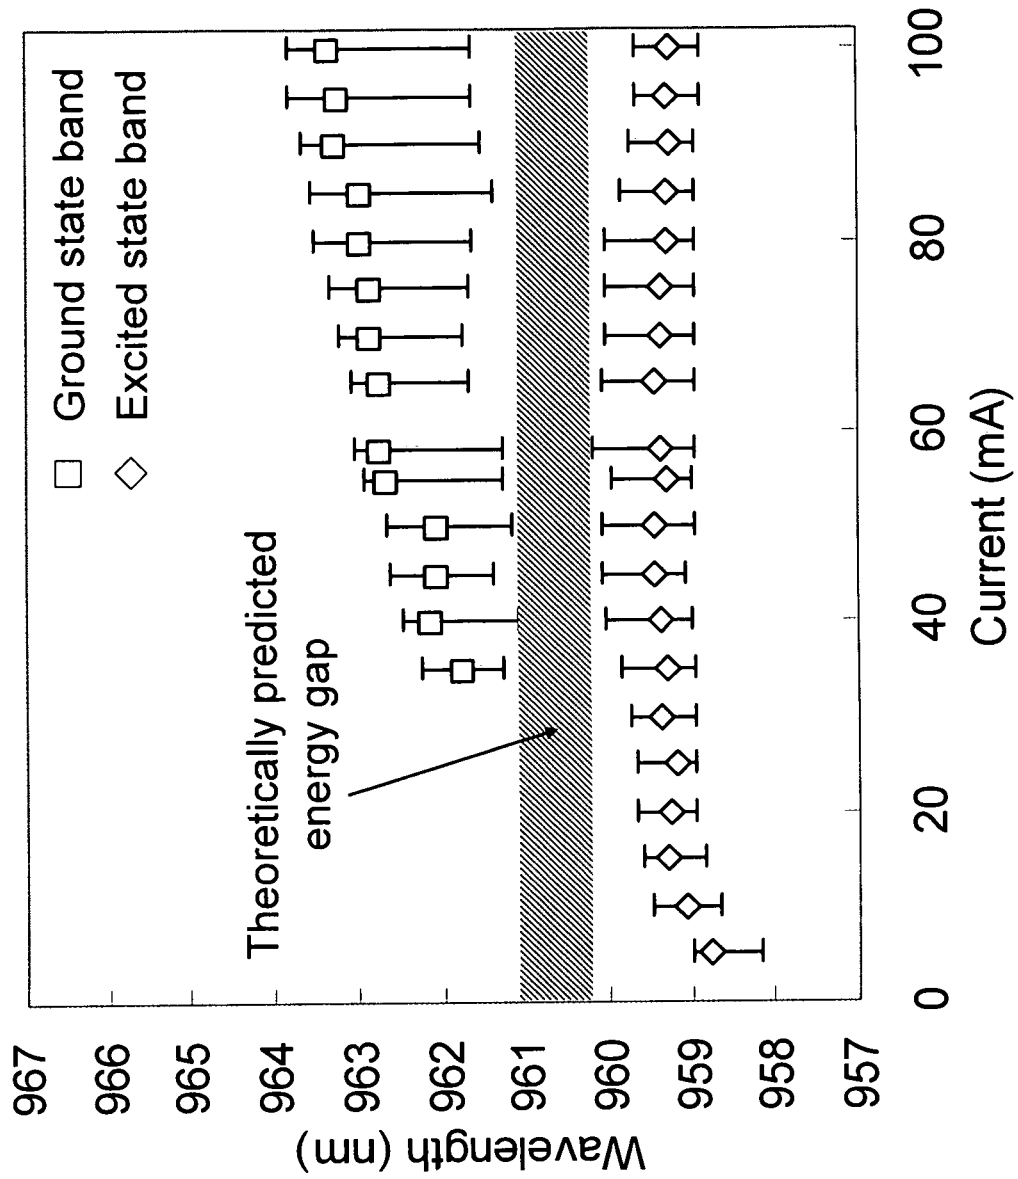 Ground state band
Excited state band
Theoretically predicted
energy gap
Wavelength (nm)
967
966
965
964
963
962
961
960
959
958
957
0
20
40
60
80
100
Current (mA)